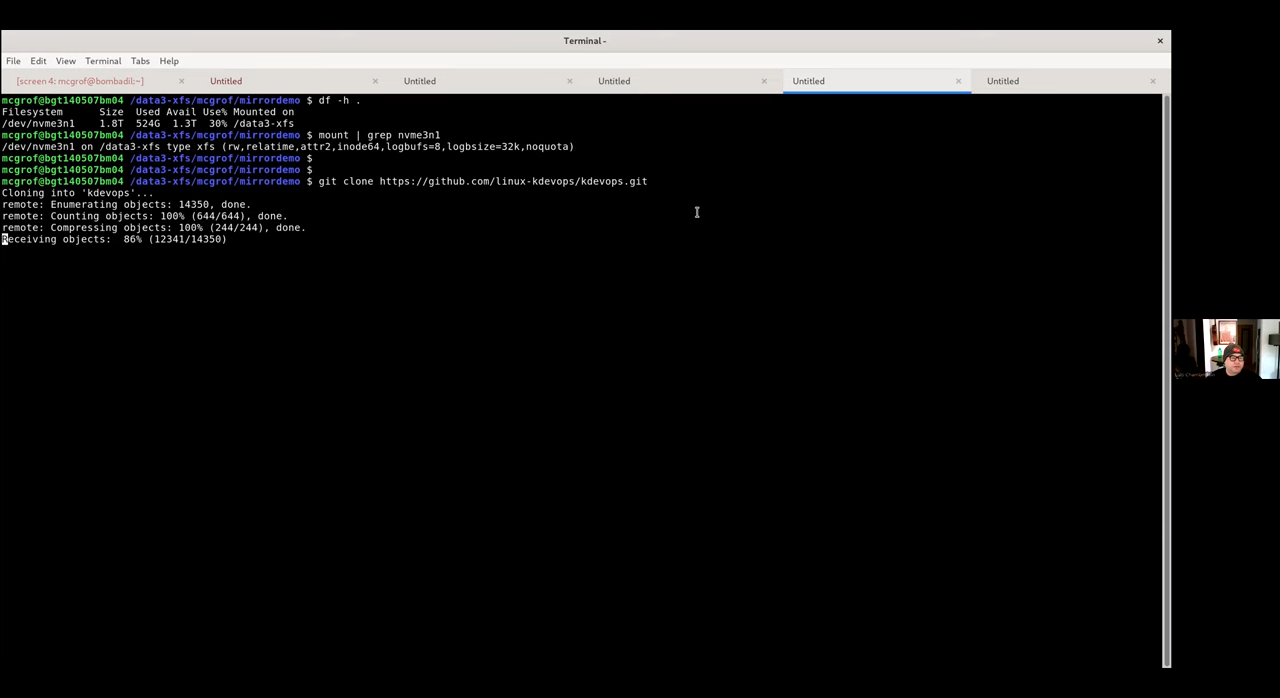 Terminal -
File Edit View Terminal Tabs Help
[screen 4: mcgrof@bombadil:~] Untitled Untitled Untitled Untitled Untitled
mcgrof@bgt140507bm04 /data3-xfs/mcgrof/mirrordemo $ df -h .
Filesystem      Size  Used Avail Use% Mounted on
/dev/nvme3n1    1.8T  524G  1.3T  30% /data3-xfs
mcgrof@bgt140507bm04 /data3-xfs/mcgrof/mirrordemo $ mount | grep nvme3n1
/dev/nvme3n1 on /data3-xfs type xfs (rw,relatime,attr2,inode64,logbufs=8,logbsize=32k,noquota)
mcgrof@bgt140507bm04 /data3-xfs/mcgrof/mirrordemo $
mcgrof@bgt140507bm04 /data3-xfs/mcgrof/mirrordemo $
mcgrof@bgt140507bm04 /data3-xfs/mcgrof/mirrordemo $ git clone https://github.com/linux-kdevops/kdevops.git
Cloning into 'kdevops'...
remote: Enumerating objects: 14350, done.
remote: Counting objects: 100% (644/644), done.
remote: Compressing objects: 100% (244/244), done.
Receiving objects:  86% (12341/14350)